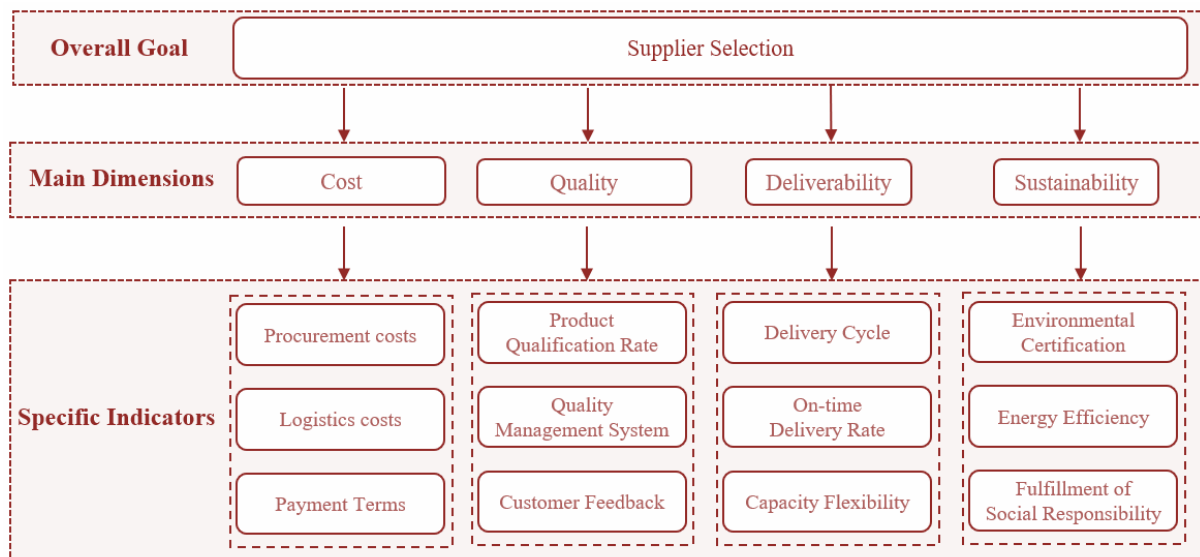 Overall Goal
Supplier Selection
Main Dimensions
Cost
Quality
Deliverability
Sustainability
Specific Indicators
Procurement costs
Logistics costs
Payment Terms
Product
Qualification Rate
Quality
Management System
Customer Feedback
Delivery Cycle
On-time
Delivery Rate
Capacity Flexibility
Environmental
Certification
Energy Efficiency
Fulfillment of
Social Responsibility